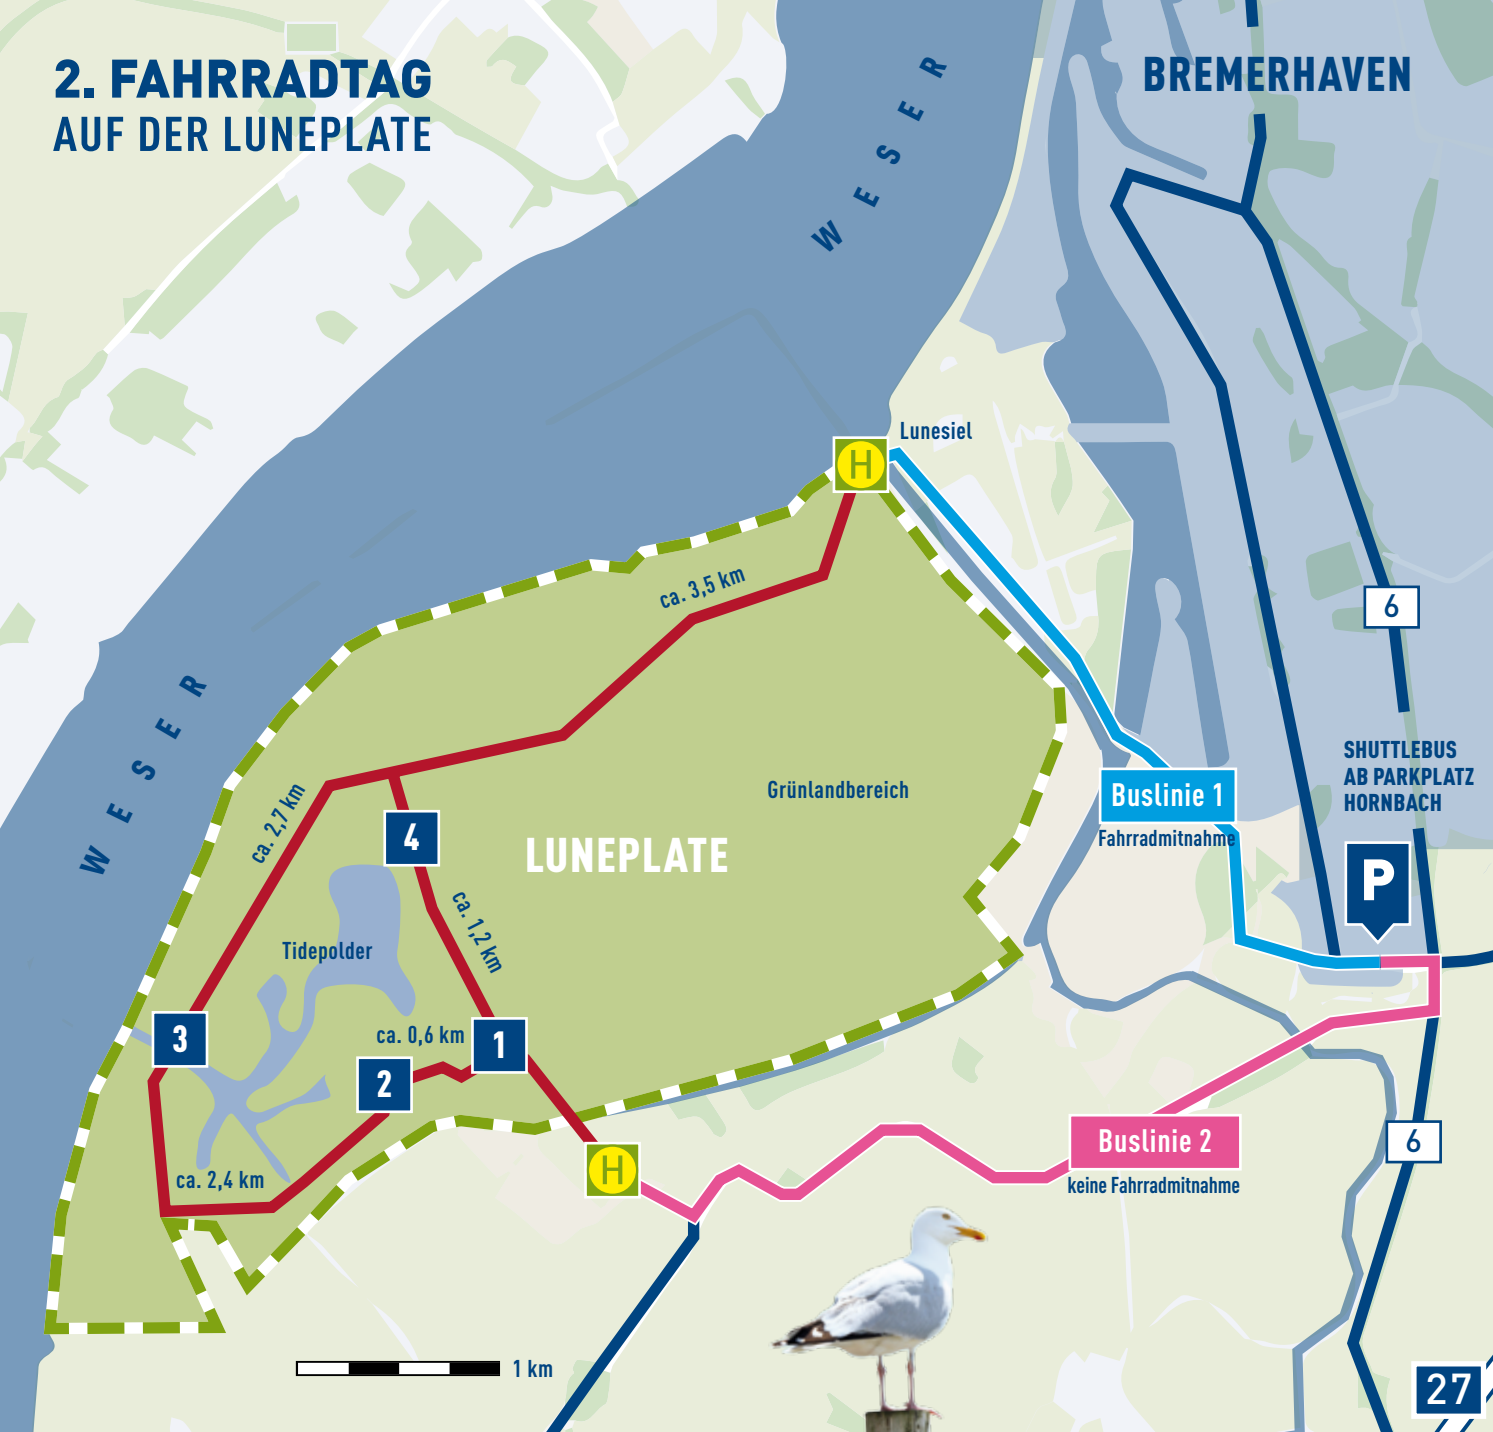 2. FAHRRADTAG
AUF DER LUNEPLATE
BREMERHAVEN
WESER
Lunesiel
H
ca. 3,5 km
6
WESER
SHUTTLEBUS
AB PARKPLATZ
HORNBACH
P
Grünlandbereich
Buslinie 1
Fahrradmitnahme
ca. 2,7 km
4
LUNEPLATE
ca. 1,2 km
Tidepolder
3
ca. 0,6 km
1
2
ca. 2,4 km
H
Buslinie 2
keine Fahrradmitnahme
6
1 km
27